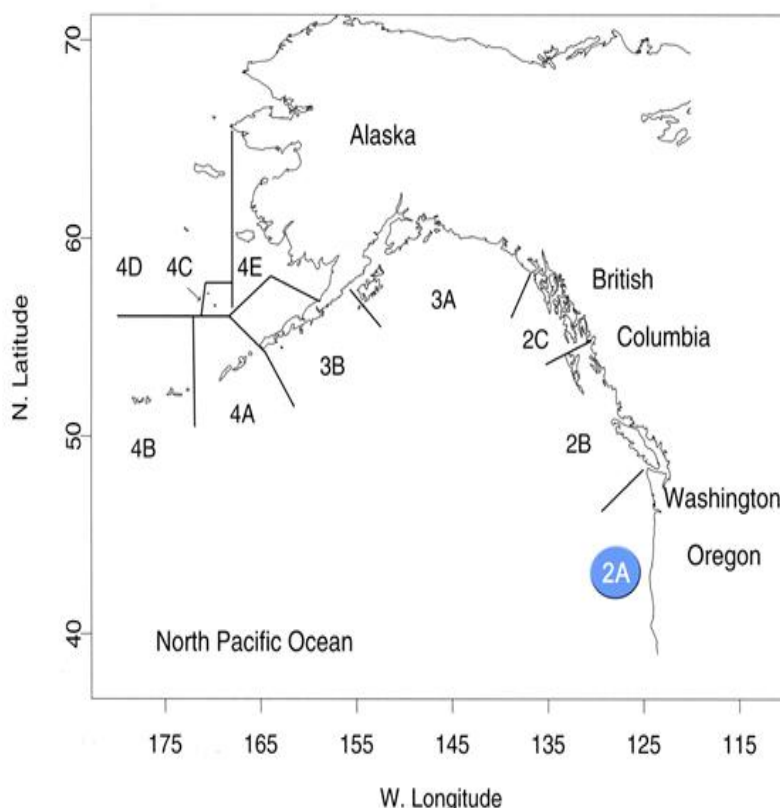 70
Alaska
60
4D
4C
4E
British
3A
2C
Columbia
3B
N. Latitude
4A
50
4B
2B
Washington
Oregon
2A
40
North Pacific Ocean
175
165
155
145
135
125
115
W. Longitude